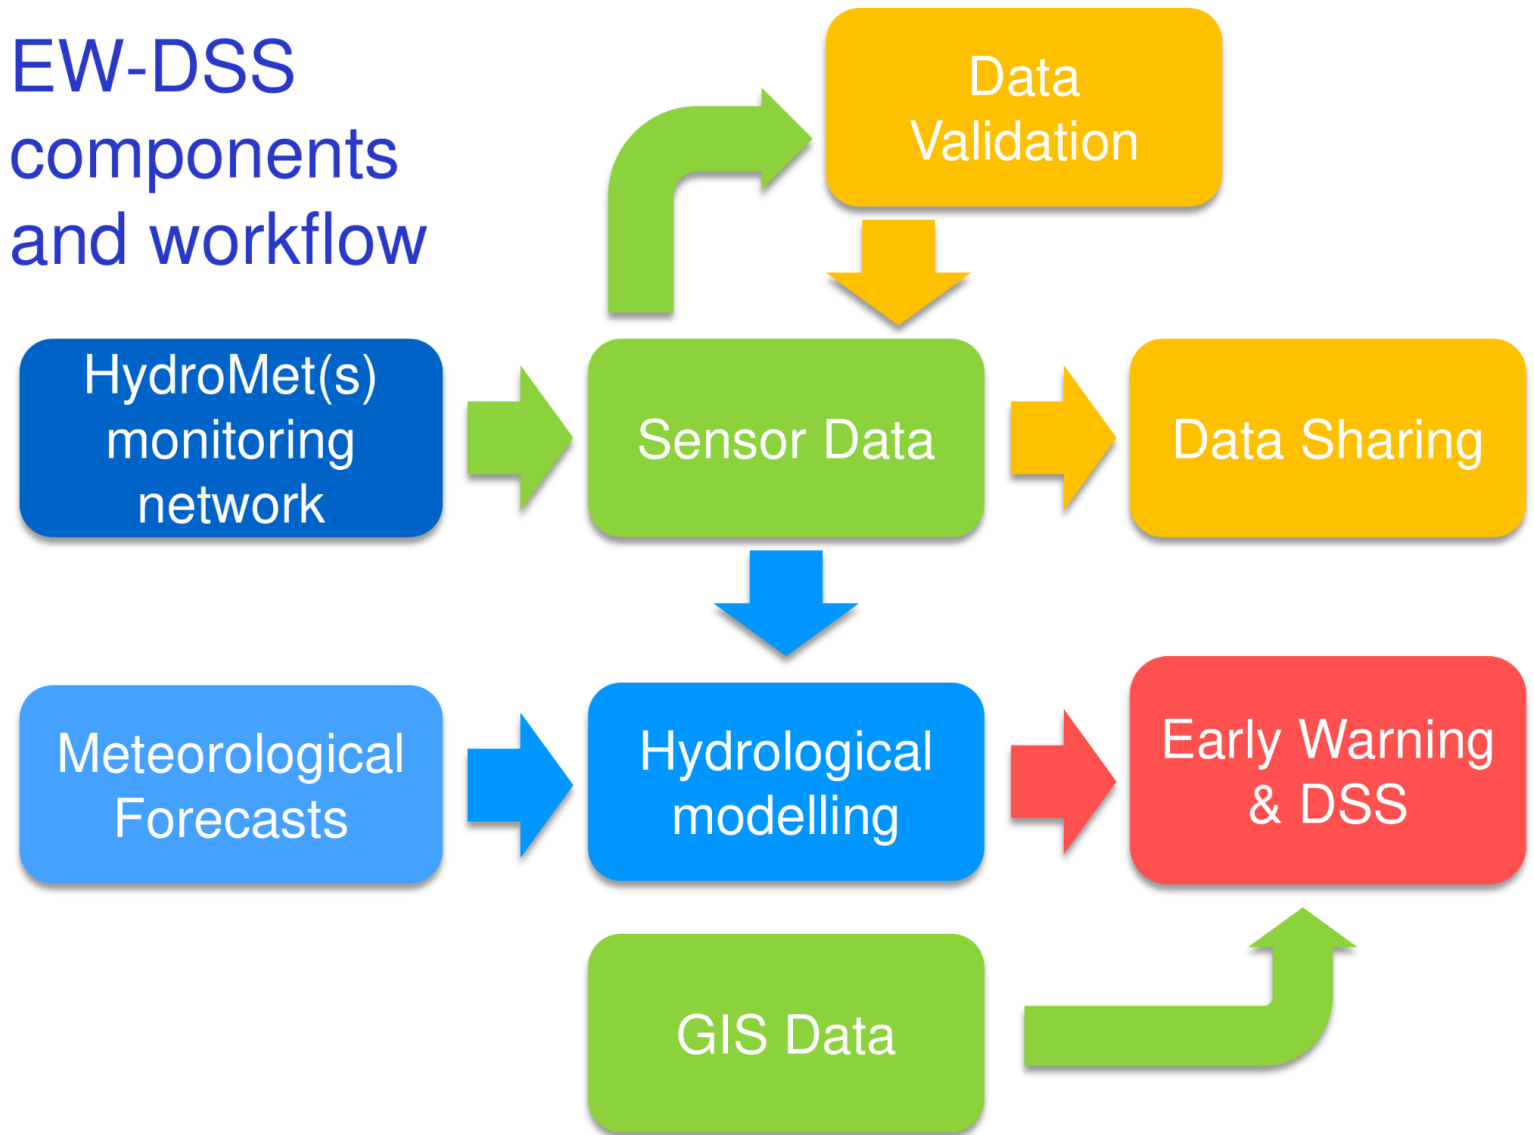 EW-DSS
components
and workflow
Data
Validation
HydroMet(s)
monitoring
network
Sensor Data
Data Sharing
Meteorological
Forecasts
Hydrological
modelling
Early Warning
& DSS
GIS Data